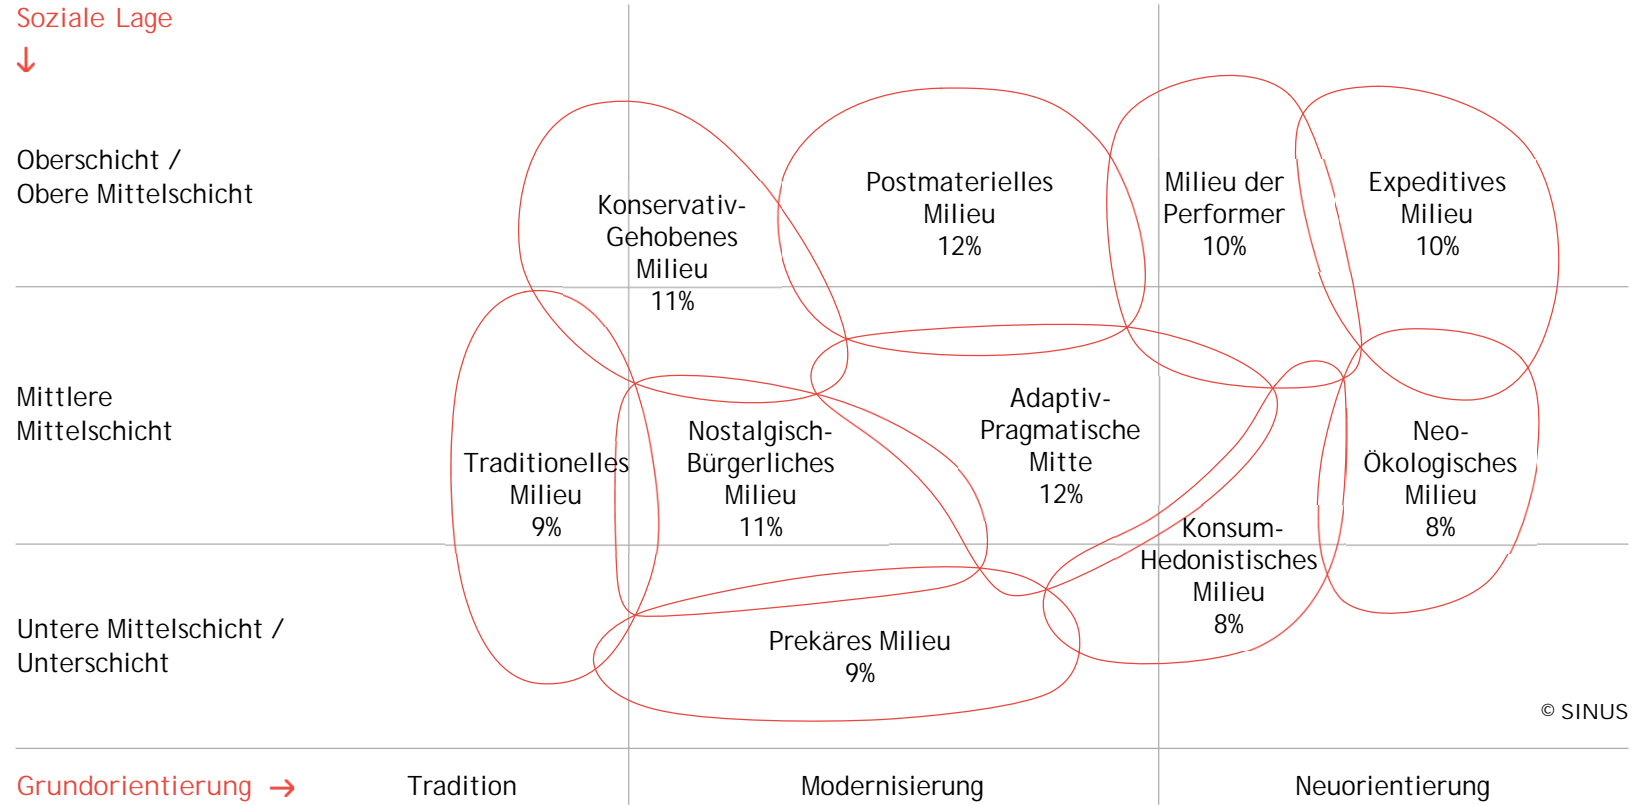 Soziale Lage
↓
Oberschicht /
Obere Mittelschicht
Konservativ-
Gehobenes
Milieu
11%
Postmaterielles
Milieu
12%
Milieu der
Performer
10%
Expeditives
Milieu
10%
Mittlere
Mittelschicht
Traditionelles
Milieu
9%
Nostalgisch-
Bürgerliches
Milieu
11%
Adaptiv-
Pragmatische
Mitte
12%
Konsum-
Hedonistisches
Milieu
8%
Neo-
Ökologisches
Milieu
8%
Untere Mittelschicht /
Unterschicht
Prekäres Milieu
9%
© SINUS
Grundorientierung →
Tradition
Modernisierung
Neuorientierung